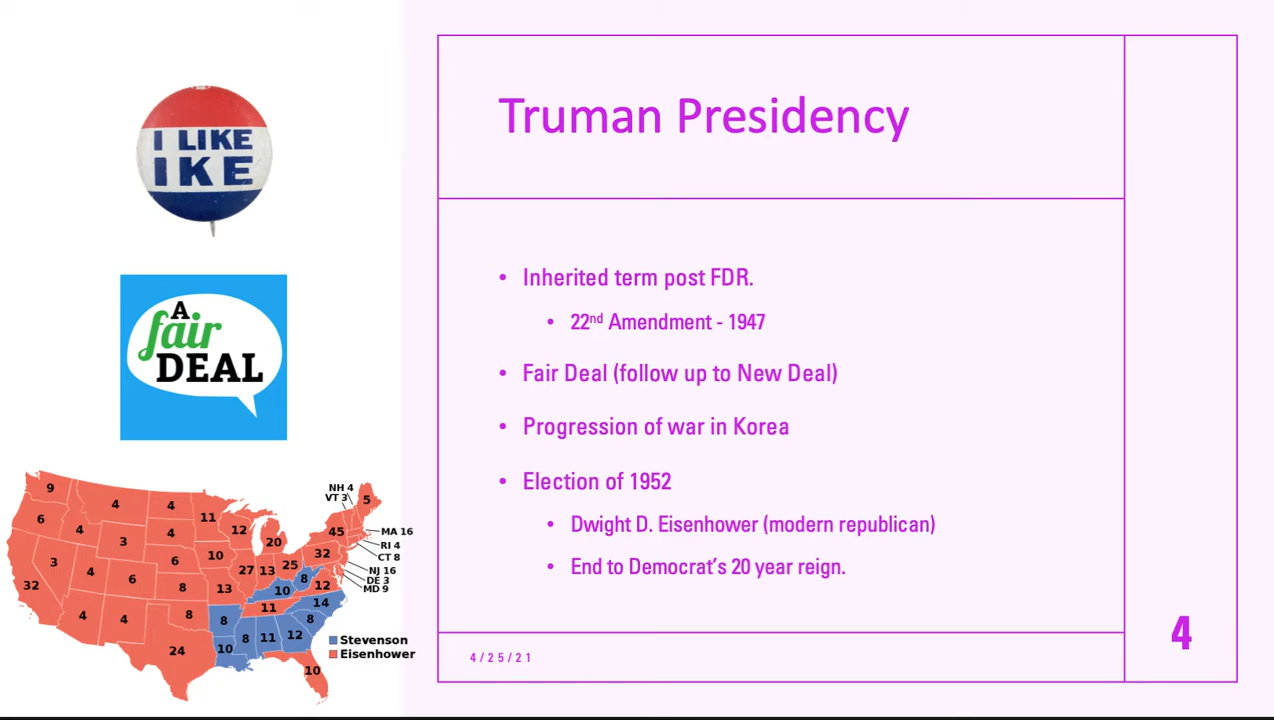 I LIKE
IKE
A
fair
DEAL
Truman Presidency
• Inherited term post FDR.
• 22nd Amendment - 1947
• Fair Deal (follow up to New Deal)
• Progression of war in Korea
• Election of 1952
• Dwight D. Eisenhower (modern republican)
• End to Democrat's 20 year reign.
4/25/21
4
NH 4
VT 3
9
4
4
5
6
11
12
45
MA 16
4
3
4
20
RI 4
10
32
CT 8
3
4
6
6
27
13
25
8
NJ 16
DE 3
MD 9
32
8
13
10
12
4
4
8
8
11
14
8
24
10
8
11
12
10
Stevenson
Eisenhower